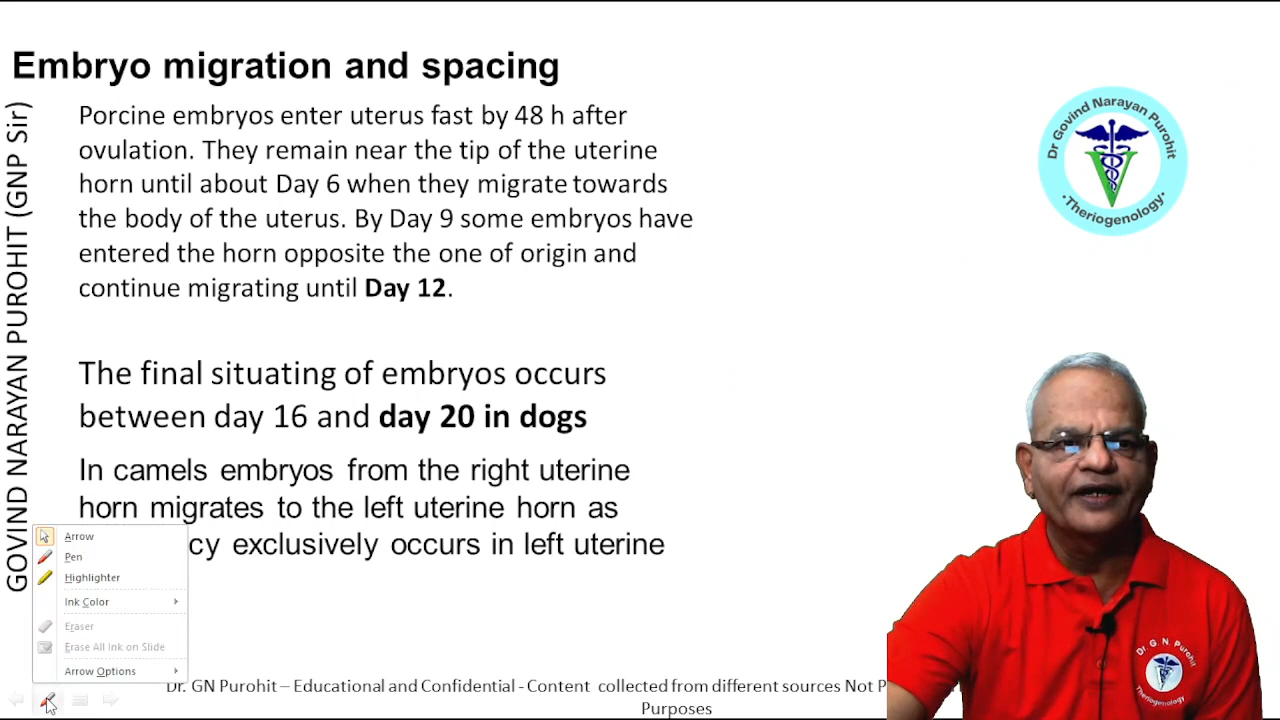 Embryo migration and spacing
Porcine embryos enter uterus fast by 48 h after
ovulation. They remain near the tip of the uterine
horn until about Day 6 when they migrate towards
the body of the uterus. By Day 9 some embryos have
entered the horn opposite the one of origin and
continue migrating until Day 12.
The final situating of embryos occurs
between day 16 and day 20 in dogs
In camels embryos from the right uterine
horn migrates to the left uterine horn as
cy exclusively occurs in left uterine
GOVIND NARAYAN PUROHIT (GNP Sir)
Dr Govind Narayan Purohit
•Theriogenology•
Arrow
Pen
Highlighter
Ink Color
Eraser
Erase All Ink on Slide
Arrow Options
Dr. G. N. Purohit
Dr. GN Purohit – Educational and Confidential - Content collected from different sources Not P
Purposes